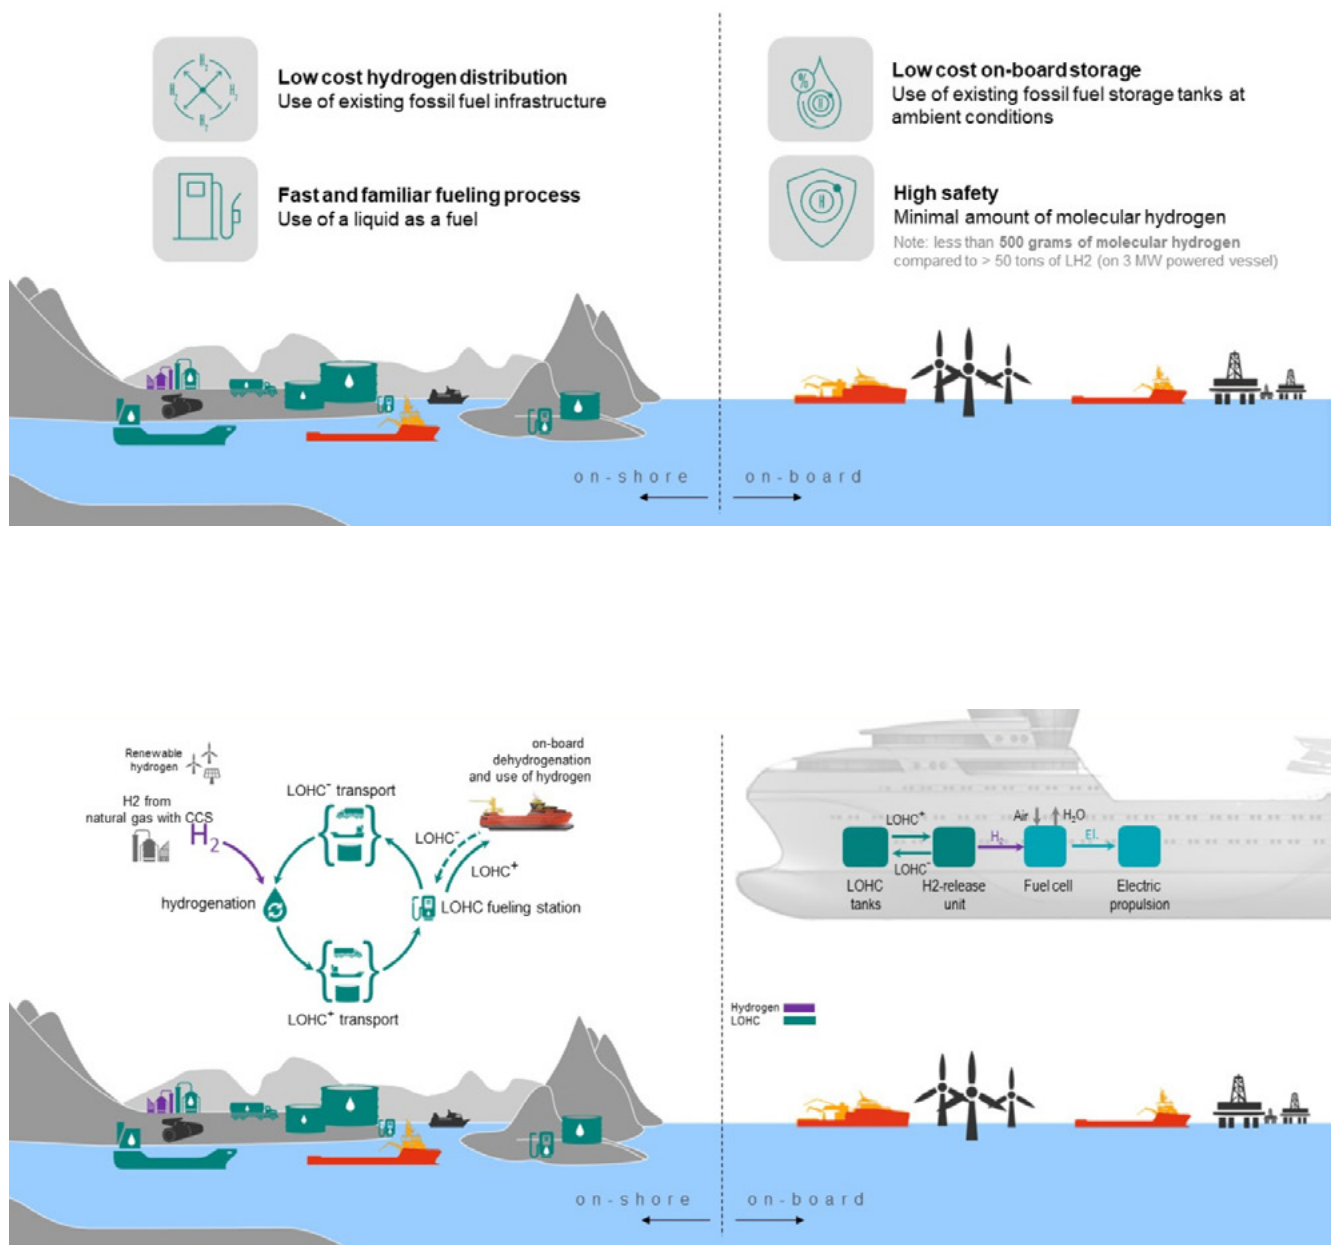 Low cost hydrogen distribution
Use of existing fossil fuel infrastructure
Fast and familiar fueling process
Use of a liquid as a fuel
Low cost on-board storage
Use of existing fossil fuel storage tanks at
ambient conditions
High safety
Minimal amount of molecular hydrogen
Note: less than 500 grams of molecular hydrogen
compared to > 50 tons of LH2 (on 3 MW powered vessel)
H₂
H₂
H₂
H₂
%
H
H
on-shore
on-board
Renewable
hydrogen
H2 from
natural gas with CCS
H₂
hydrogenation
LOHC⁻ transport
LOHC⁺ transport
on-board
dehydrogenation
and use of hydrogen
LOHC⁻
LOHC⁺
LOHC fueling station
LOHC⁺
LOHC⁻
H₂
Air
H₂O
El.
LOHC
tanks
H2-release
unit
Fuel cell
Electric
propulsion
Hydrogen
LOHC
on-shore
on-board